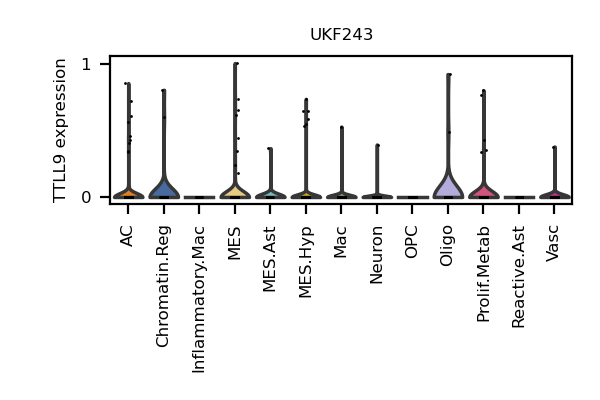 UKF243
TTLL9 expression
1
0
AC
Chromatin.Reg
Inflammatory.Mac
MES
MES.Ast
MES.Hyp
Mac
Neuron
OPC
Oligo
Prolif.Metab
Reactive.Ast
Vasc